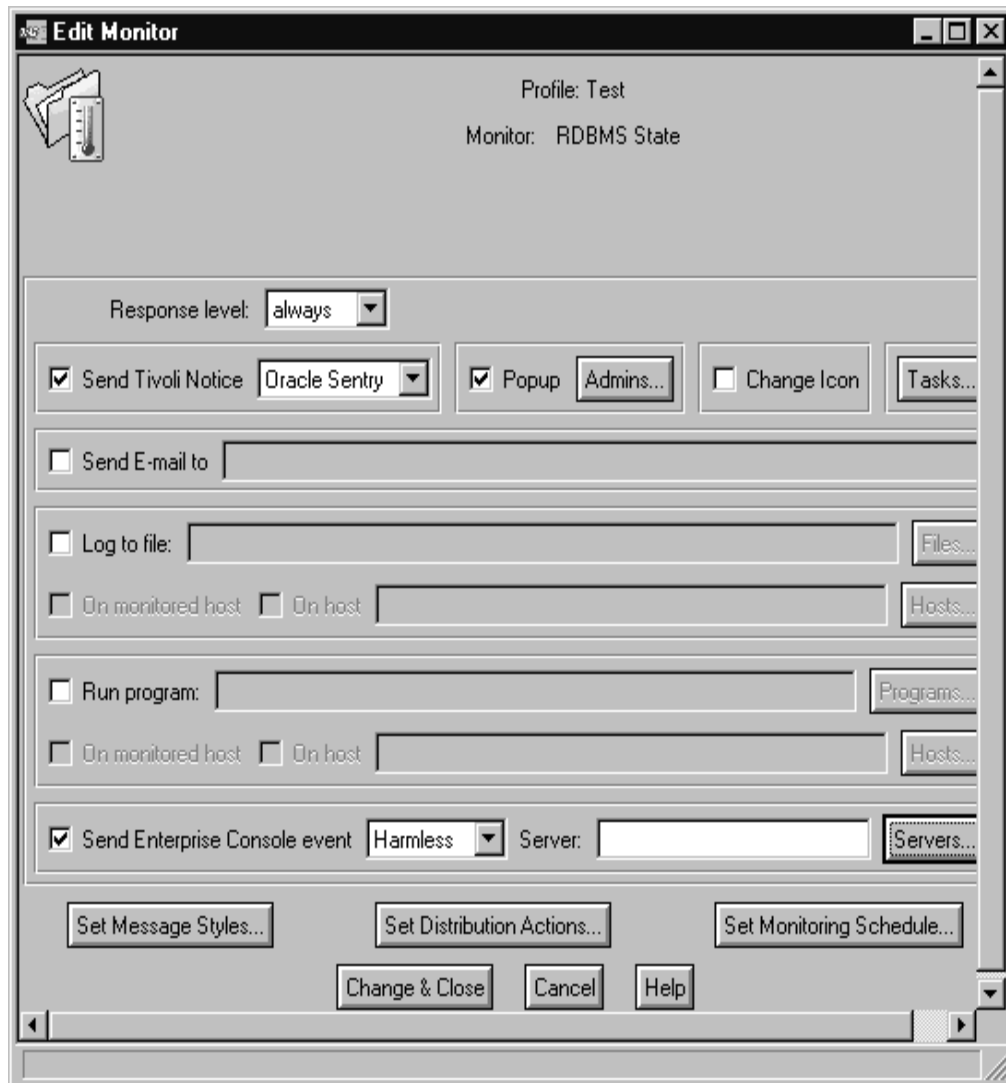 Edit Monitor
Profile: Test
Monitor: RDBMS State
Response level: always
Send Tivoli Notice Oracle Sentry Popup Admins... Change Icon Tasks...
Send E-mail to
Log to file: Files...
On monitored host On host Hosts...
Run program: Programs...
On monitored host On host Hosts...
Send Enterprise Console event Harmless Server: Servers...
Set Message Styles... Set Distribution Actions... Set Monitoring Schedule...
Change & Close Cancel Help